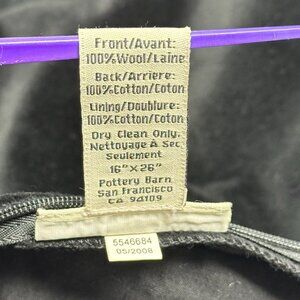 Front/Avant:
100%Wool/Laine
Back/Arriere:
100%Cotton/Coton
Lining/Doublure:
100%Cotton/Coton
Dry Clean Only.
Nettoyage A Sec
Seulement
16"X26"
Pottery Barn
San Francisco
CA 94109
5546684
05/2008